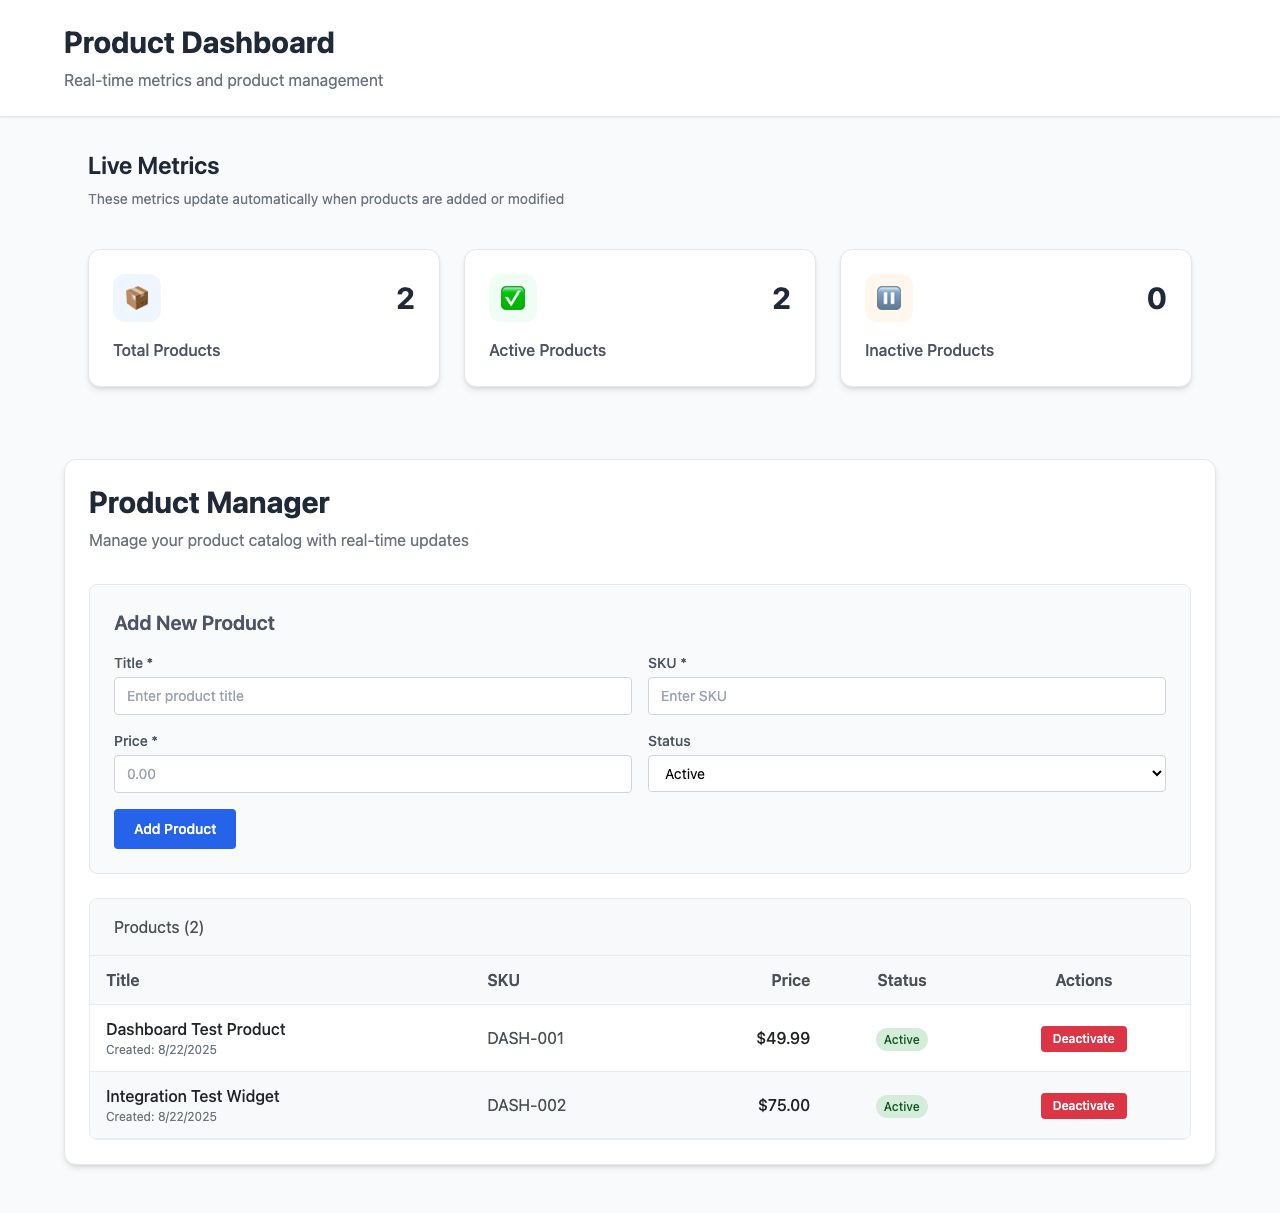 Product Dashboard
Real-time metrics and product management
Live Metrics
These metrics update automatically when products are added or modified
2
Total Products
2
Active Products
0
Inactive Products
Product Manager
Manage your product catalog with real-time updates
Add New Product
Title *
SKU *
Enter product title
Enter SKU
Price *
Status
0.00
Active
Add Product
Products (2)
Title SKU Price Status Actions
Dashboard Test Product DASH-001 $49.99 Active Deactivate
Created: 8/22/2025
Integration Test Widget DASH-002 $75.00 Active Deactivate
Created: 8/22/2025